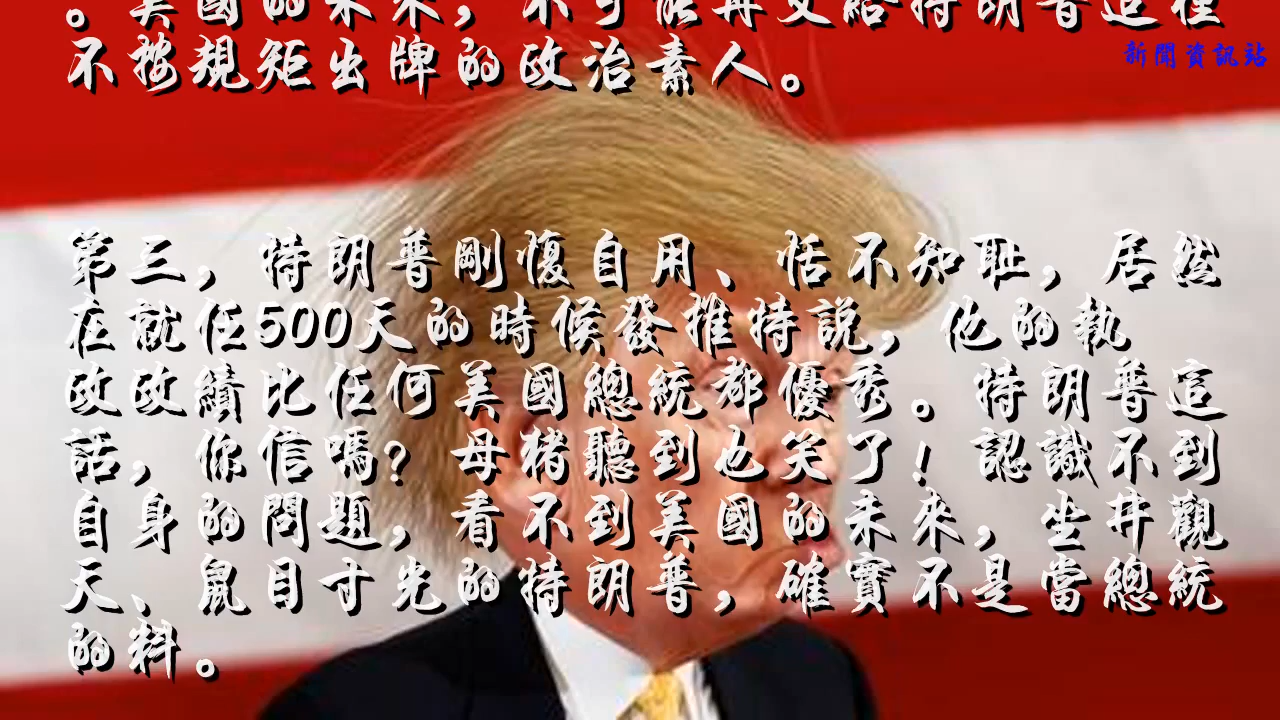 。美國的未來，不可能再交給特朗普這種
不按規矩出牌的政治素人。
新聞資訊站
第三，特朗普剛愎自用、恬不知耻，居然
在就任500天的時候發推特説，他的執
政政績比任何美國總統都優秀。特朗普這
話，你信嗎？母猪聽到也笑了！認識不到
自身的問題，看不到美國的未來，坐井觀
天、鼠目寸光的特朗普，確實不是當總統
的料。